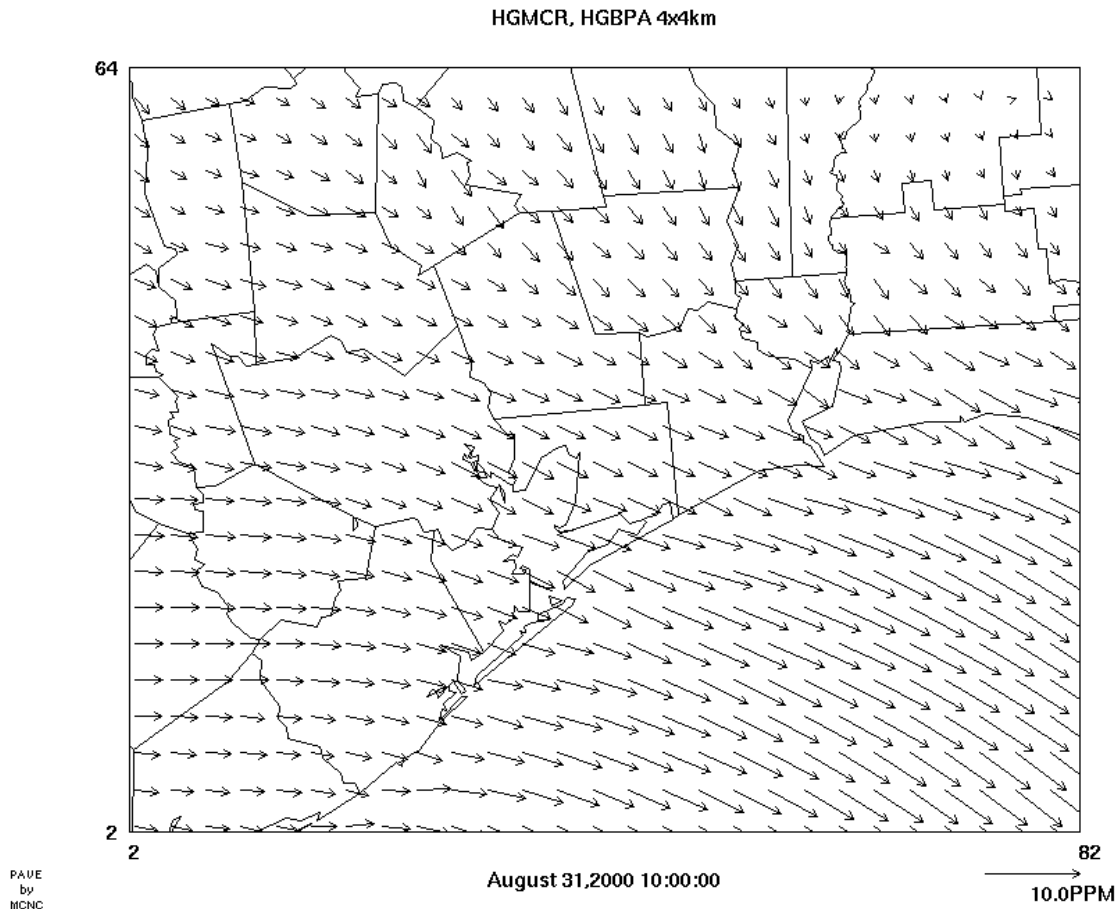 HGMCR, HGBPA 4x4km
64
2
2
82
August 31,2000 10:00:00
10.0PPM
PAVE
by
MCNC